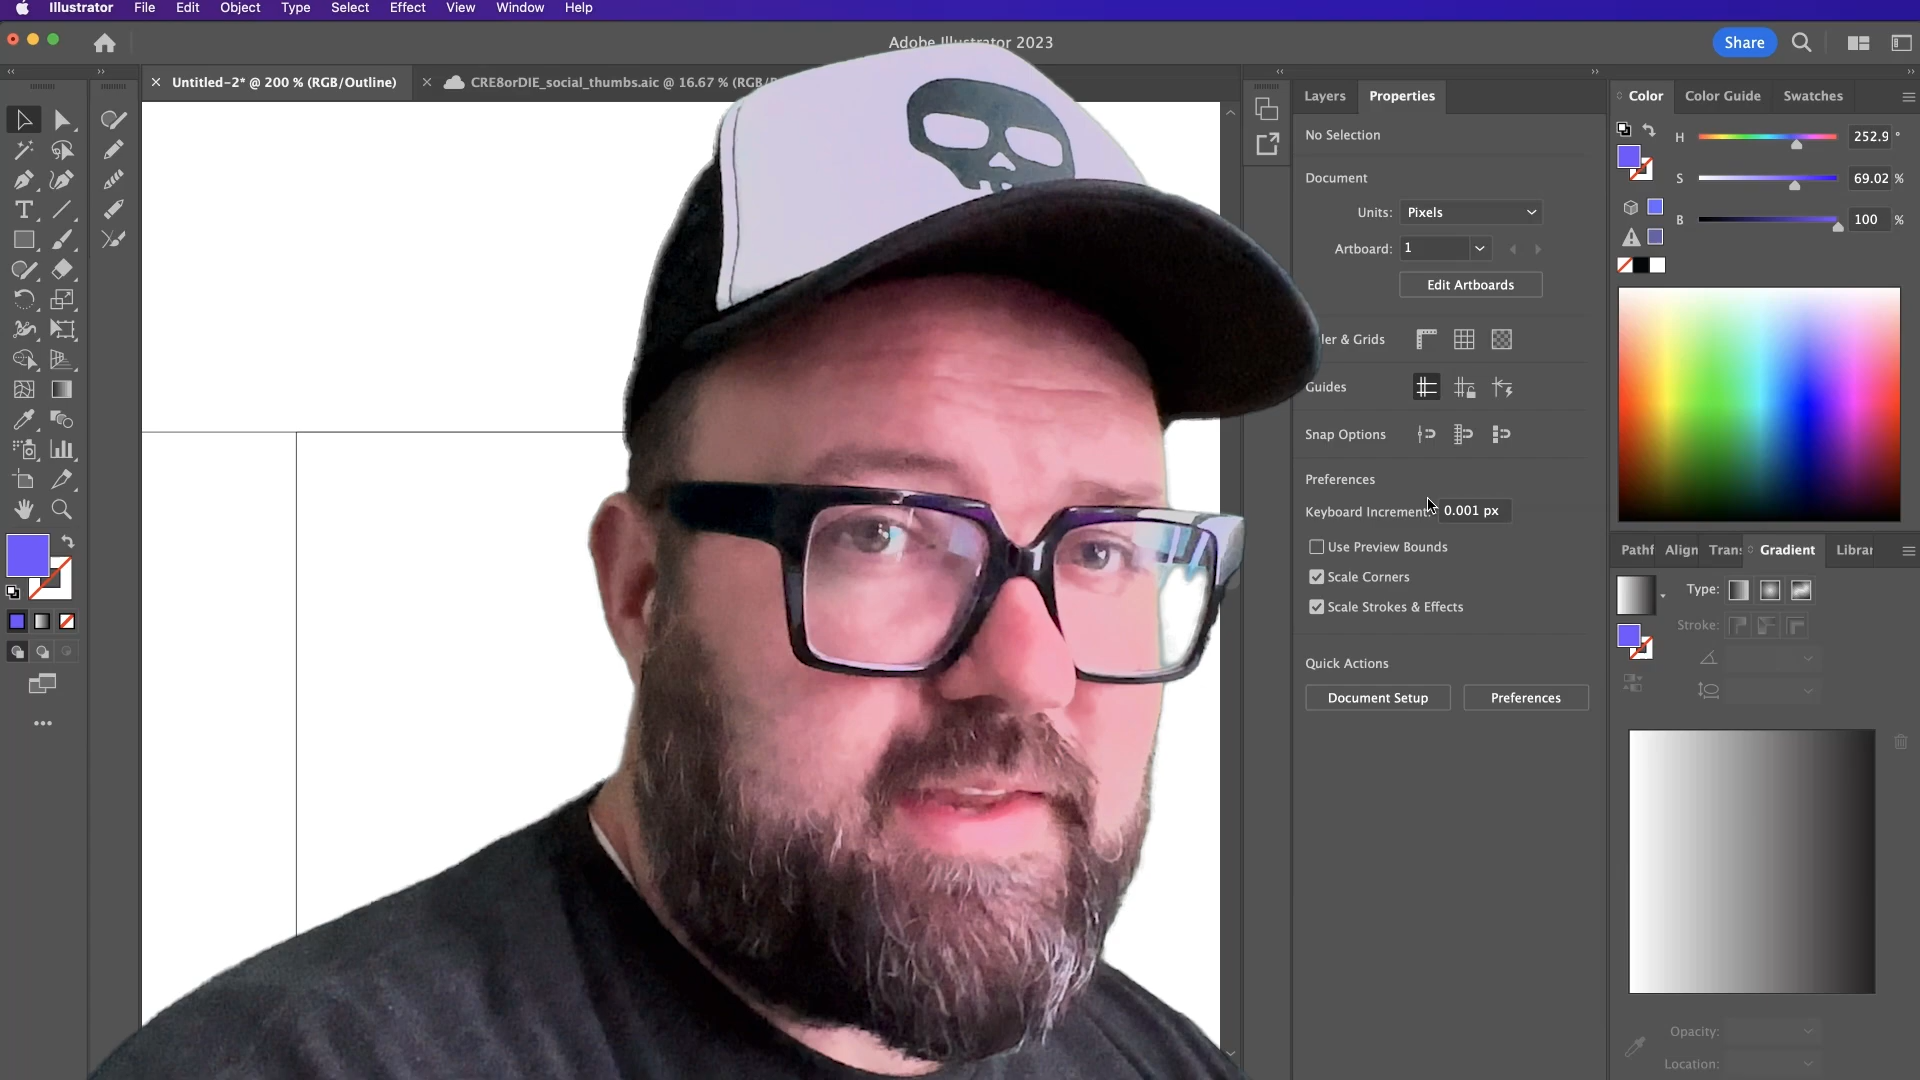 Illustrator File Edit Object Type Select Effect View Window Help
Adobe Illustrator 2023
Share
Untitled-2* @ 200 % (RGB/Outline)
CRE8orDIE_social_thumbs.aic @ 16.67 % (RGB/
Layers Properties
Color Color Guide Swatches
No Selection
H 252.9 °
Document
S 69.02 %
Units: Pixels
B 100 %
Artboard: 1
Edit Artboards
ler & Grids
Guides
Snap Options
Preferences
Keyboard Increment: 0.001 px
Use Preview Bounds
Pathf Align Tran: Gradient Librar
Scale Corners
Type:
Scale Strokes & Effects
Stroke:
Quick Actions
Document Setup Preferences
Opacity:
Location: